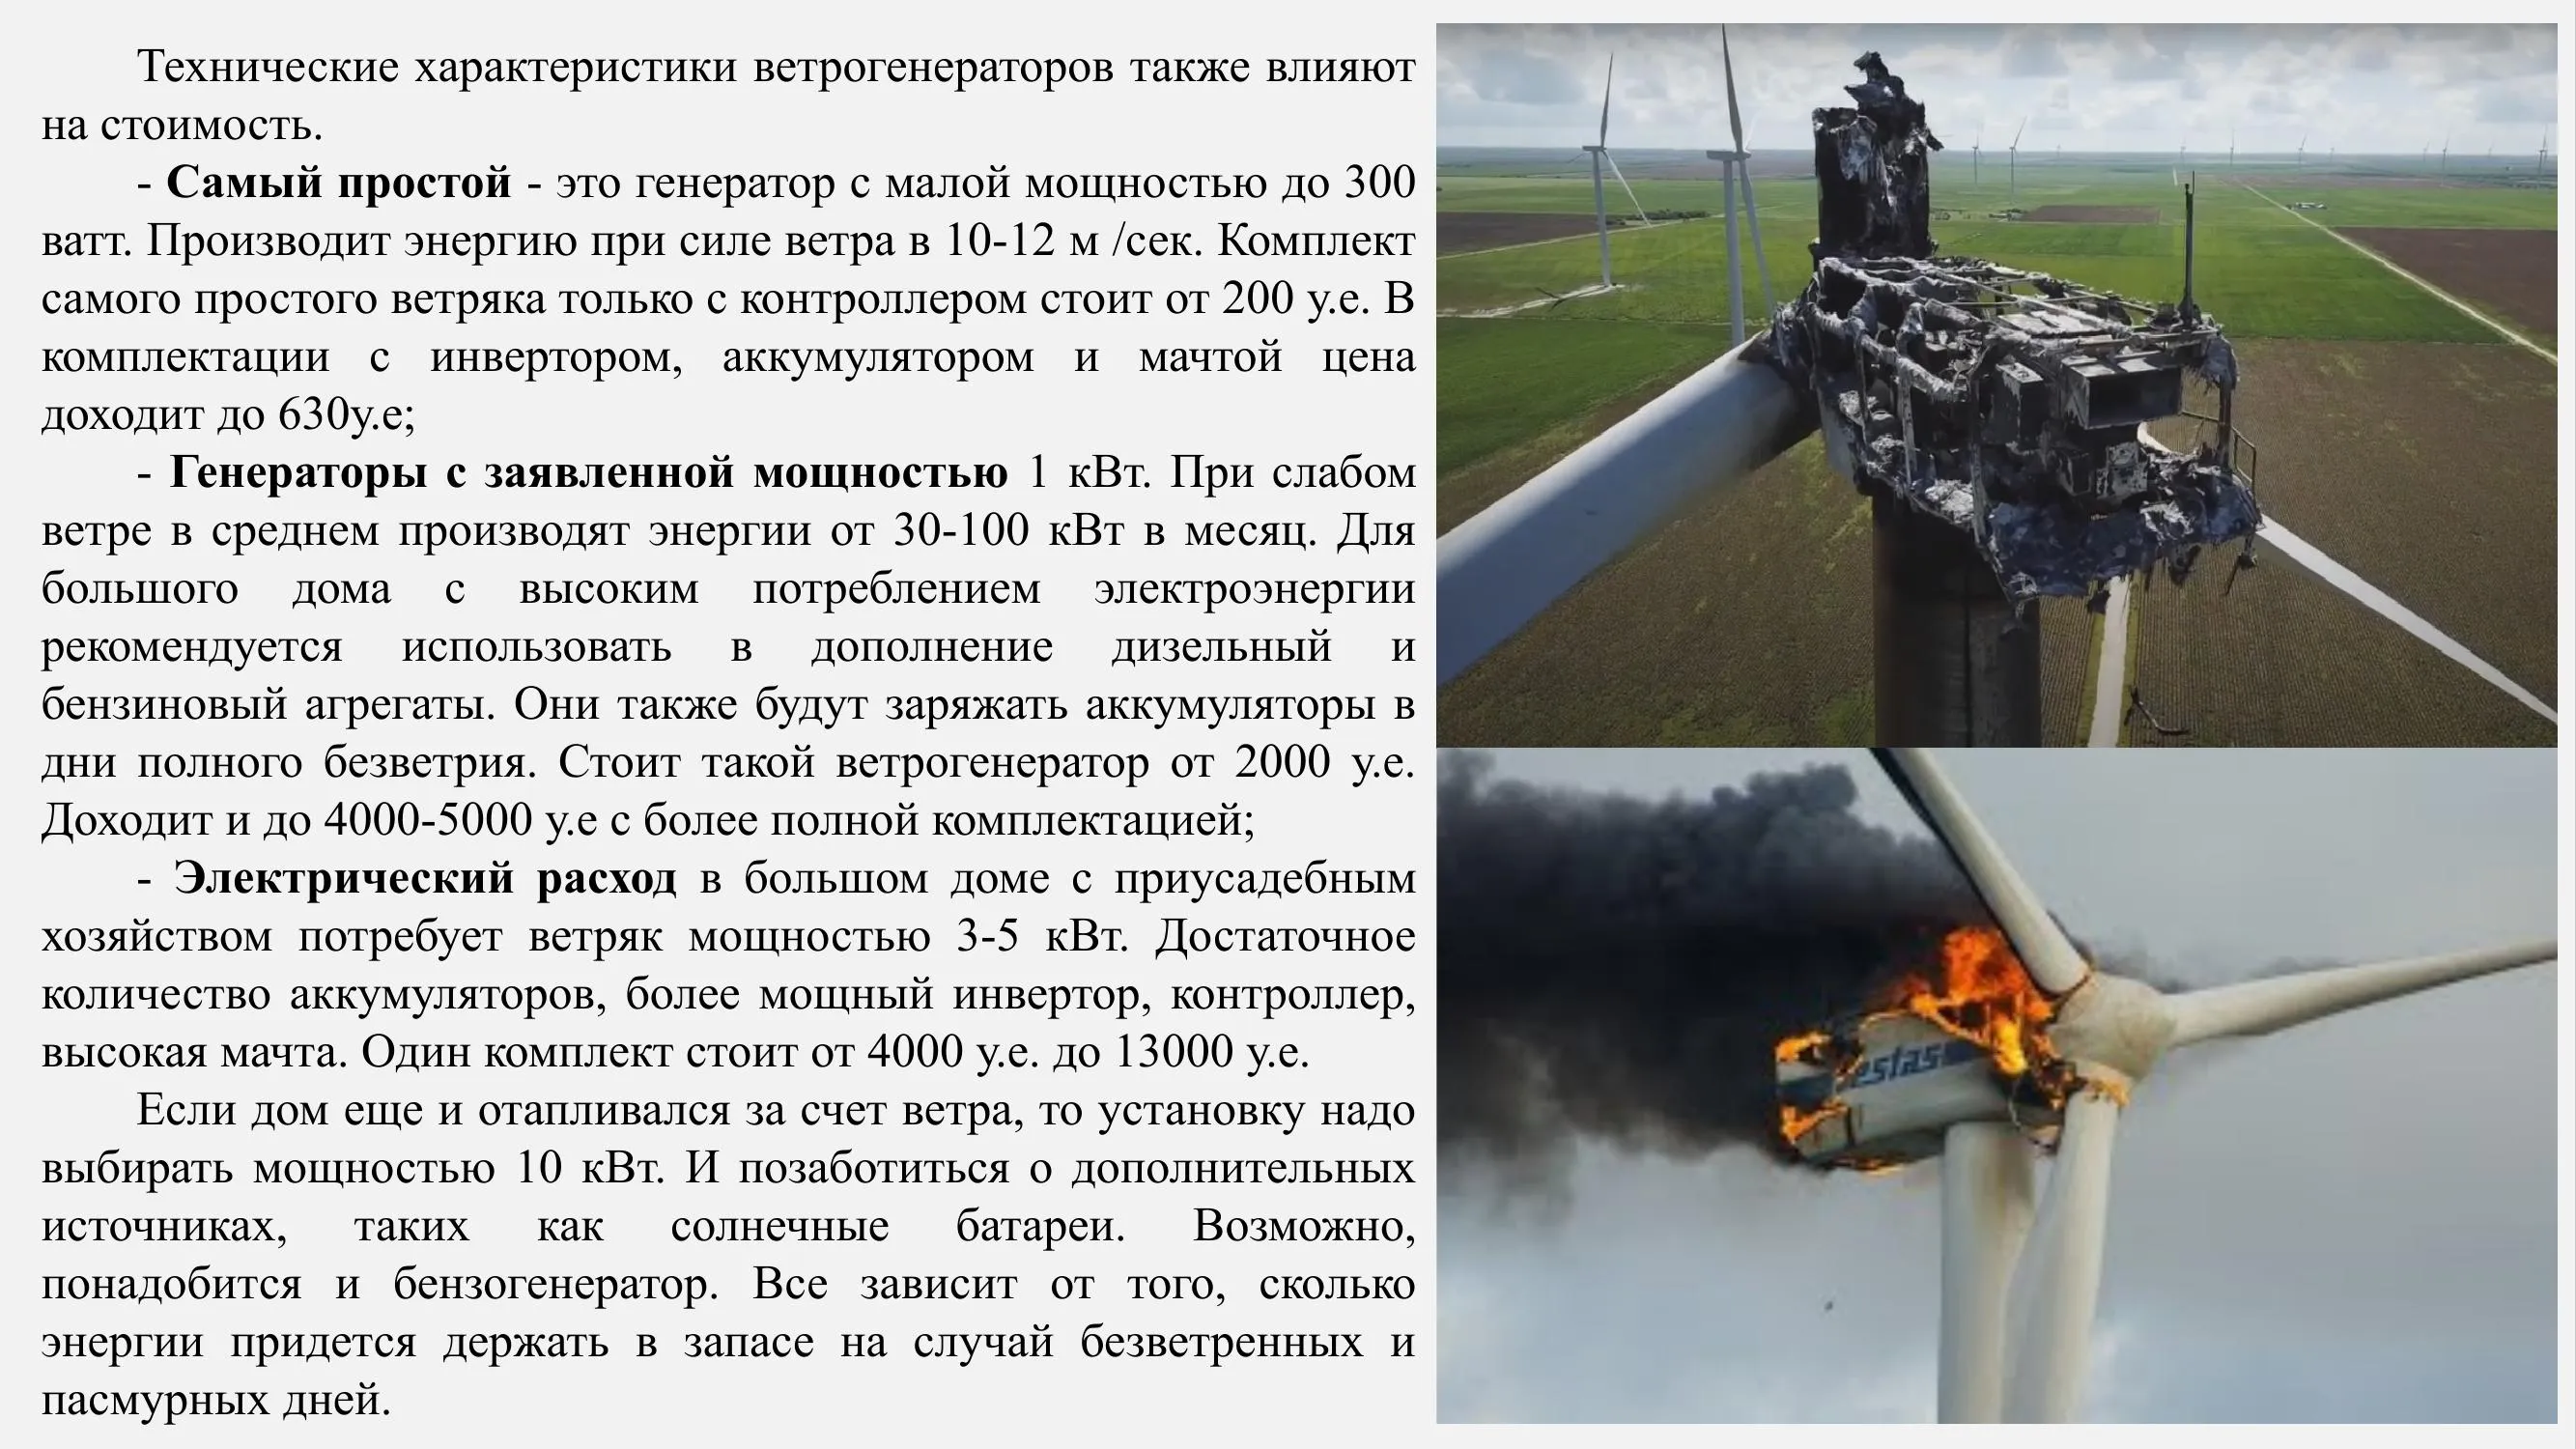 Технические характеристики ветрогенераторов также влияют
на стоимость.
- Самый простой - это генератор с малой мощностью до 300
ватт. Производит энергию при силе ветра в 10-12 м /сек. Комплект
самого простого ветряка только с контроллером стоит от 200 у.е. В
комплектации с инвертором, аккумулятором и мачтой цена
доходит до 630у.е;
- Генераторы с заявленной мощностью 1 кВт. При слабом
ветре в среднем производят энергии от 30-100 кВт в месяц. Для
большого дома с высоким потреблением электроэнергии
рекомендуется использовать в дополнение дизельный и
бензиновый агрегаты. Они также будут заряжать аккумуляторы в
дни полного безветрия. Стоит такой ветрогенератор от 2000 у.е.
Доходит и до 4000-5000 у.е с более полной комплектацией;
- Электрический расход в большом доме с приусадебным
хозяйством потребует ветряк мощностью 3-5 кВт. Достаточное
количество аккумуляторов, более мощный инвертор, контроллер,
высокая мачта. Один комплект стоит от 4000 у.е. до 13000 у.е.
Если дом еще и отапливался за счет ветра, то установку надо
выбирать мощностью 10 кВт. И позаботиться о дополнительных
источниках, таких как солнечные батареи. Возможно,
понадобится и бензогенератор. Все зависит от того, сколько
энергии придется держать в запасе на случай безветренных и
пасмурных дней.
estas